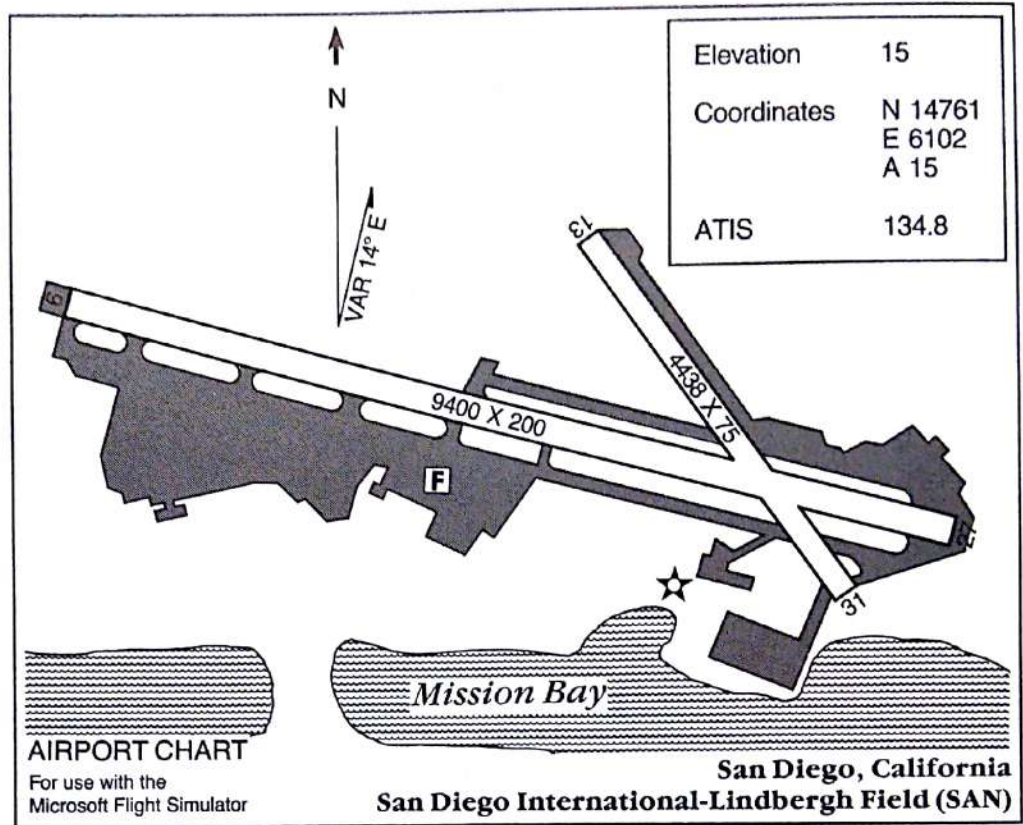 Elevation 15
Coordinates N 14761
E 6102
A 15
ATIS 134.8
N
VAR 14° E
13
9
4438 X 75
9400 X 200
F
27
31
Mission Bay
AIRPORT CHART
For use with the
Microsoft Flight Simulator
San Diego, California
San Diego International-Lindbergh Field (SAN)